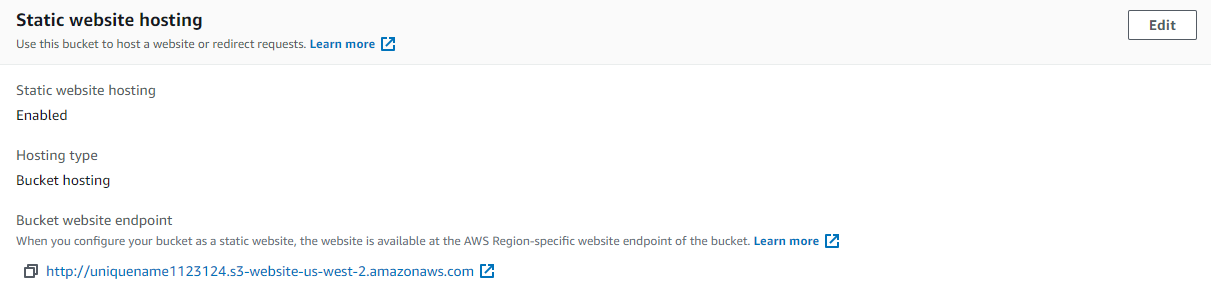 Static website hosting
Edit
Use this bucket to host a website or redirect requests. Learn more
Static website hosting
Enabled
Hosting type
Bucket hosting
Bucket website endpoint
When you configure your bucket as a static website, the website is available at the AWS Region-specific website endpoint of the bucket. Learn more
http://uniquename1123124.s3-website-us-west-2.amazonaws.com